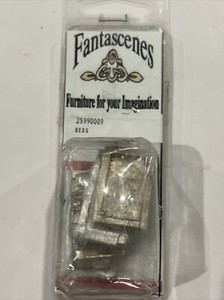 Fantascenes
Furniture for your Imagination
25990009
BEDS